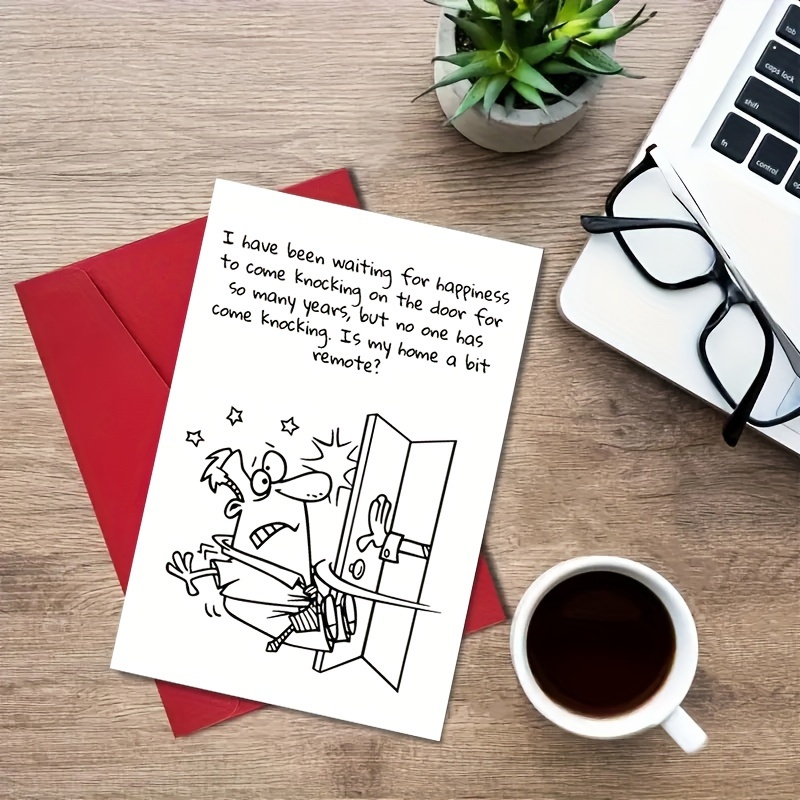 I have been waiting for happiness
to come knocking on the door for
so many years, but no one has
come knocking. Is my home a bit
remote?
tab
caps lock
shift
fn
control
op